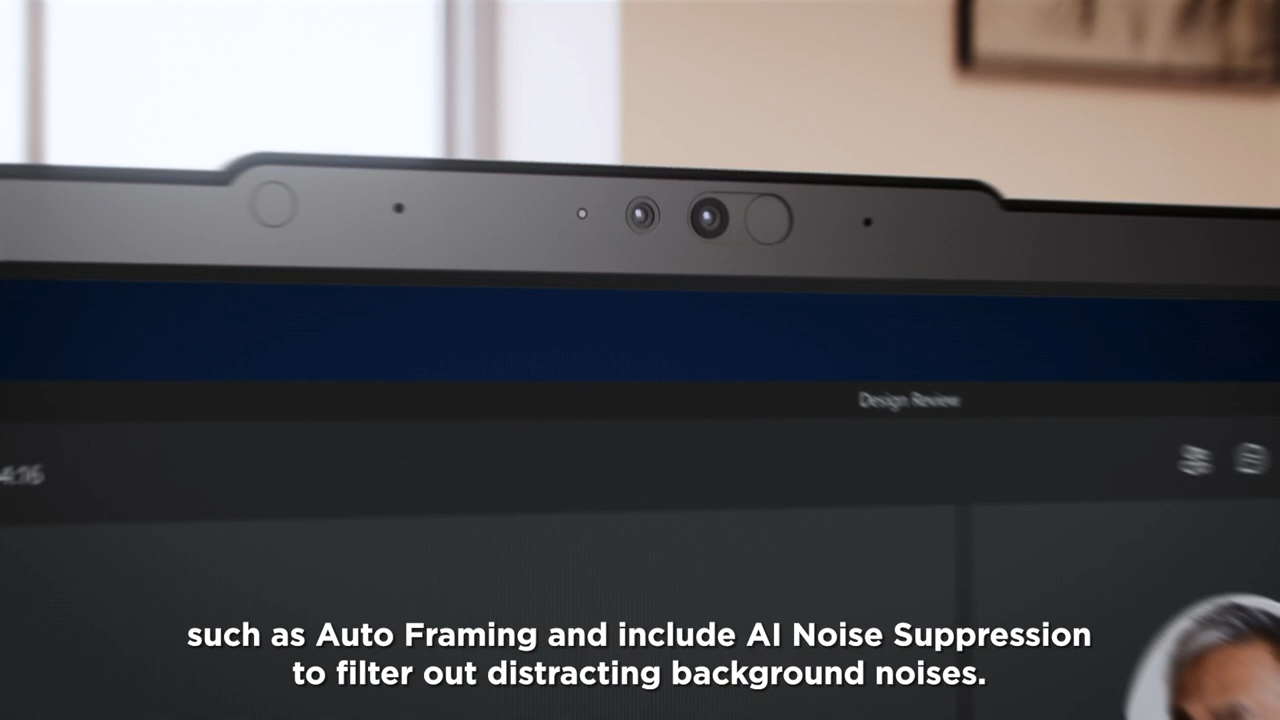 Design Review
4:16
such as Auto Framing and include AI Noise Suppression
to filter out distracting background noises.